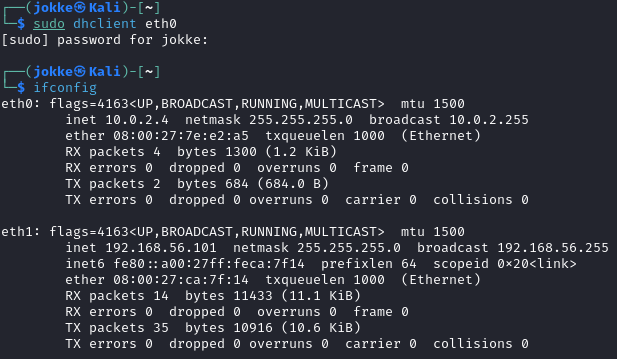 ┌──(jokke㉿Kali)-[~]
└─$ sudo dhclient eth0
[sudo] password for jokke:
┌──(jokke㉿Kali)-[~]
└─$ ifconfig
eth0: flags=4163<UP,BROADCAST,RUNNING,MULTICAST>  mtu 1500
        inet 10.0.2.4  netmask 255.255.255.0  broadcast 10.0.2.255
        ether 08:00:27:7e:e2:a5  txqueuelen 1000  (Ethernet)
        RX packets 4  bytes 1300 (1.2 KiB)
        RX errors 0  dropped 0  overruns 0  frame 0
        TX packets 2  bytes 684 (684.0 B)
        TX errors 0  dropped 0 overruns 0  carrier 0  collisions 0
eth1: flags=4163<UP,BROADCAST,RUNNING,MULTICAST>  mtu 1500
        inet 192.168.56.101  netmask 255.255.255.0  broadcast 192.168.56.255
        inet6 fe80::a00:27ff:feca:7f14  prefixlen 64  scopeid 0x20<link>
        ether 08:00:27:ca:7f:14  txqueuelen 1000  (Ethernet)
        RX packets 14  bytes 11433 (11.1 KiB)
        RX errors 0  dropped 0  overruns 0  frame 0
        TX packets 35  bytes 10916 (10.6 KiB)
        TX errors 0  dropped 0 overruns 0  carrier 0  collisions 0